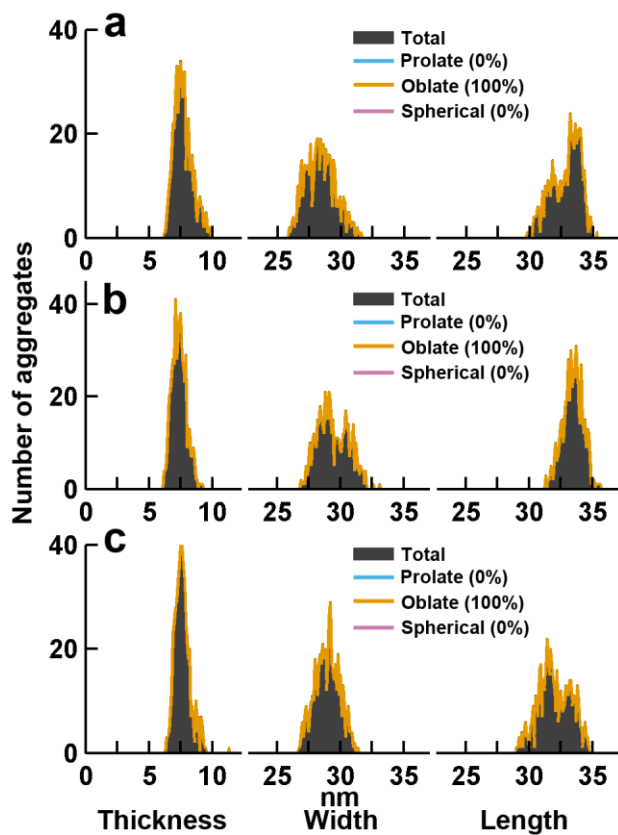 a
Total
Prolate (0%)
Oblate (100%)
Spherical (0%)
40
20
0
0 5 10 25 30 35 25 30 35
b
Total
Prolate (0%)
Oblate (100%)
Spherical (0%)
40
20
0
0 5 10 25 30 35 25 30 35
c
Total
Prolate (0%)
Oblate (100%)
Spherical (0%)
40
20
0
0 5 10 25 30 35 25 30 35
Number of aggregates
nm
Thickness Width Length